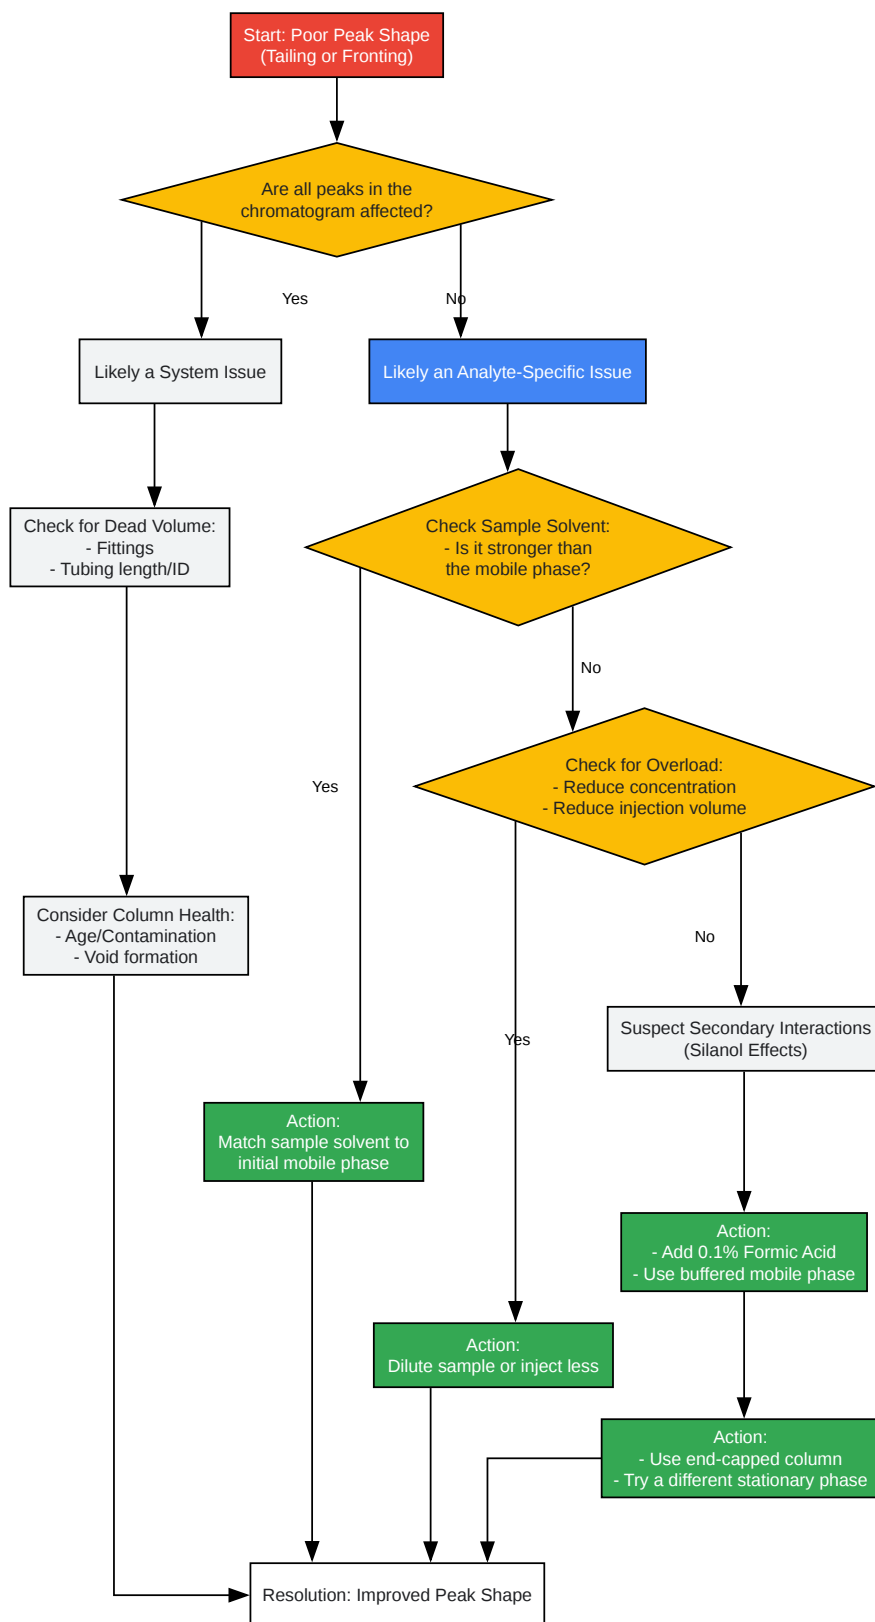 Start: Poor Peak Shape
(Tailing or Fronting)
Are all peaks in the
chromatogram affected?
Yes
No
Likely a System Issue
Likely an Analyte-Specific Issue
Check for Dead Volume:
- Fittings
- Tubing length/ID
Check Sample Solvent:
- Is it stronger than
the mobile phase?
No
Yes
Check for Overload:
- Reduce concentration
- Reduce injection volume
Consider Column Health:
- Age/Contamination
- Void formation
No
Yes
Suspect Secondary Interactions
(Silanol Effects)
Action:
Match sample solvent to
initial mobile phase
Action:
- Add 0.1% Formic Acid
- Use buffered mobile phase
Action:
Dilute sample or inject less
Action:
- Use end-capped column
- Try a different stationary phase
Resolution: Improved Peak Shape